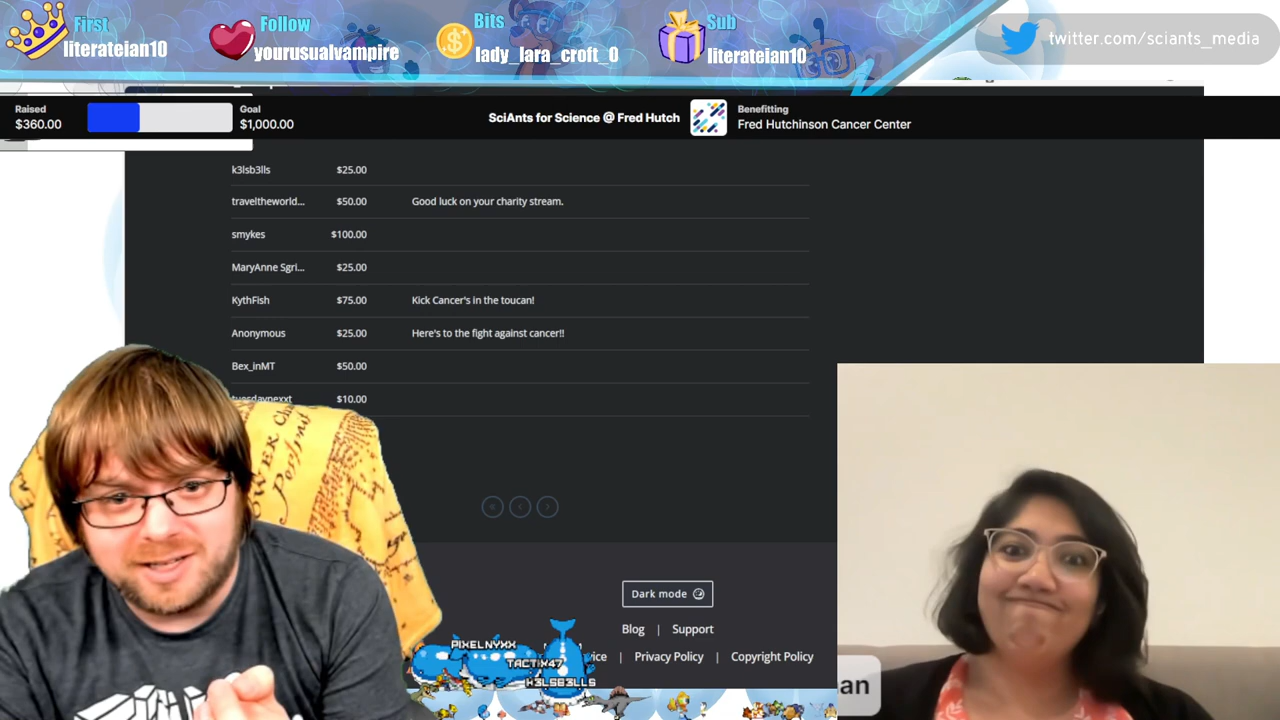 First
literateian10
Follow
yourusualvampire
Bits
lady_lara_croft_0
Sub
literateian10
twitter.com/sciants_media
Raised
$360.00
Goal
$1,000.00
SciAnts for Science @ Fred Hutch
Benefitting
Fred Hutchinson Cancer Center
k3lsb3lls $25.00
traveltheworld... $50.00 Good luck on your charity stream.
smykes $100.00
MaryAnne Sgri... $25.00
KythFish $75.00 Kick Cancer's in the toucan!
Anonymous $25.00 Here's to the fight against cancer!!
Bex_inMT $50.00
tuesdaynexxt $10.00
Dark mode
Blog | Support
| Privacy Policy | Copyright Policy
PIXELNYXX
TACTIX47
K3LSB3LLS
an